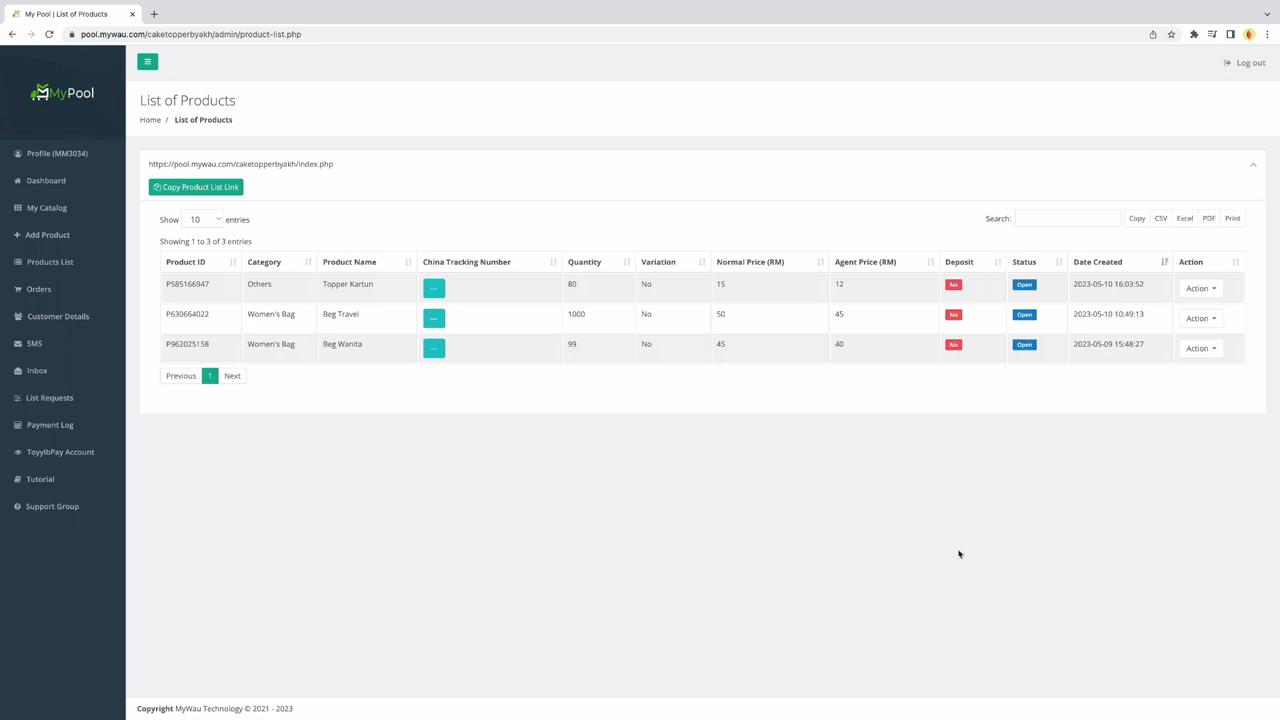 My Pool | List of Products
pool.mywau.com/caketopperbyakh/admin/product-list.php
MyPool
Log out
List of Products
Home / List of Products
Profile (MM3034)
Dashboard
My Catalog
Add Product
Products List
Orders
Customer Details
SMS
Inbox
List Requests
Payment Log
ToyyibPay Account
Tutorial
Support Group
https://pool.mywau.com/caketopperbyakh/index.php
Copy Product List Link
Show 10 entries
Search: Copy CSV Excel PDF Print
Showing 1 to 3 of 3 entries
Product ID Category Product Name China Tracking Number Quantity Variation Normal Price (RM) Agent Price (RM) Deposit Status Date Created Action
P585166947 Others Topper Kartun --- 80 No 15 12 No Open 2023-05-10 16:03:52 Action
P630664022 Women's Bag Beg Travel --- 1000 No 50 45 No Open 2023-05-10 10:49:13 Action
P962025158 Women's Bag Beg Wanita --- 99 No 45 40 No Open 2023-05-09 15:48:27 Action
Previous 1 Next
Copyright MyWau Technology © 2021 - 2023